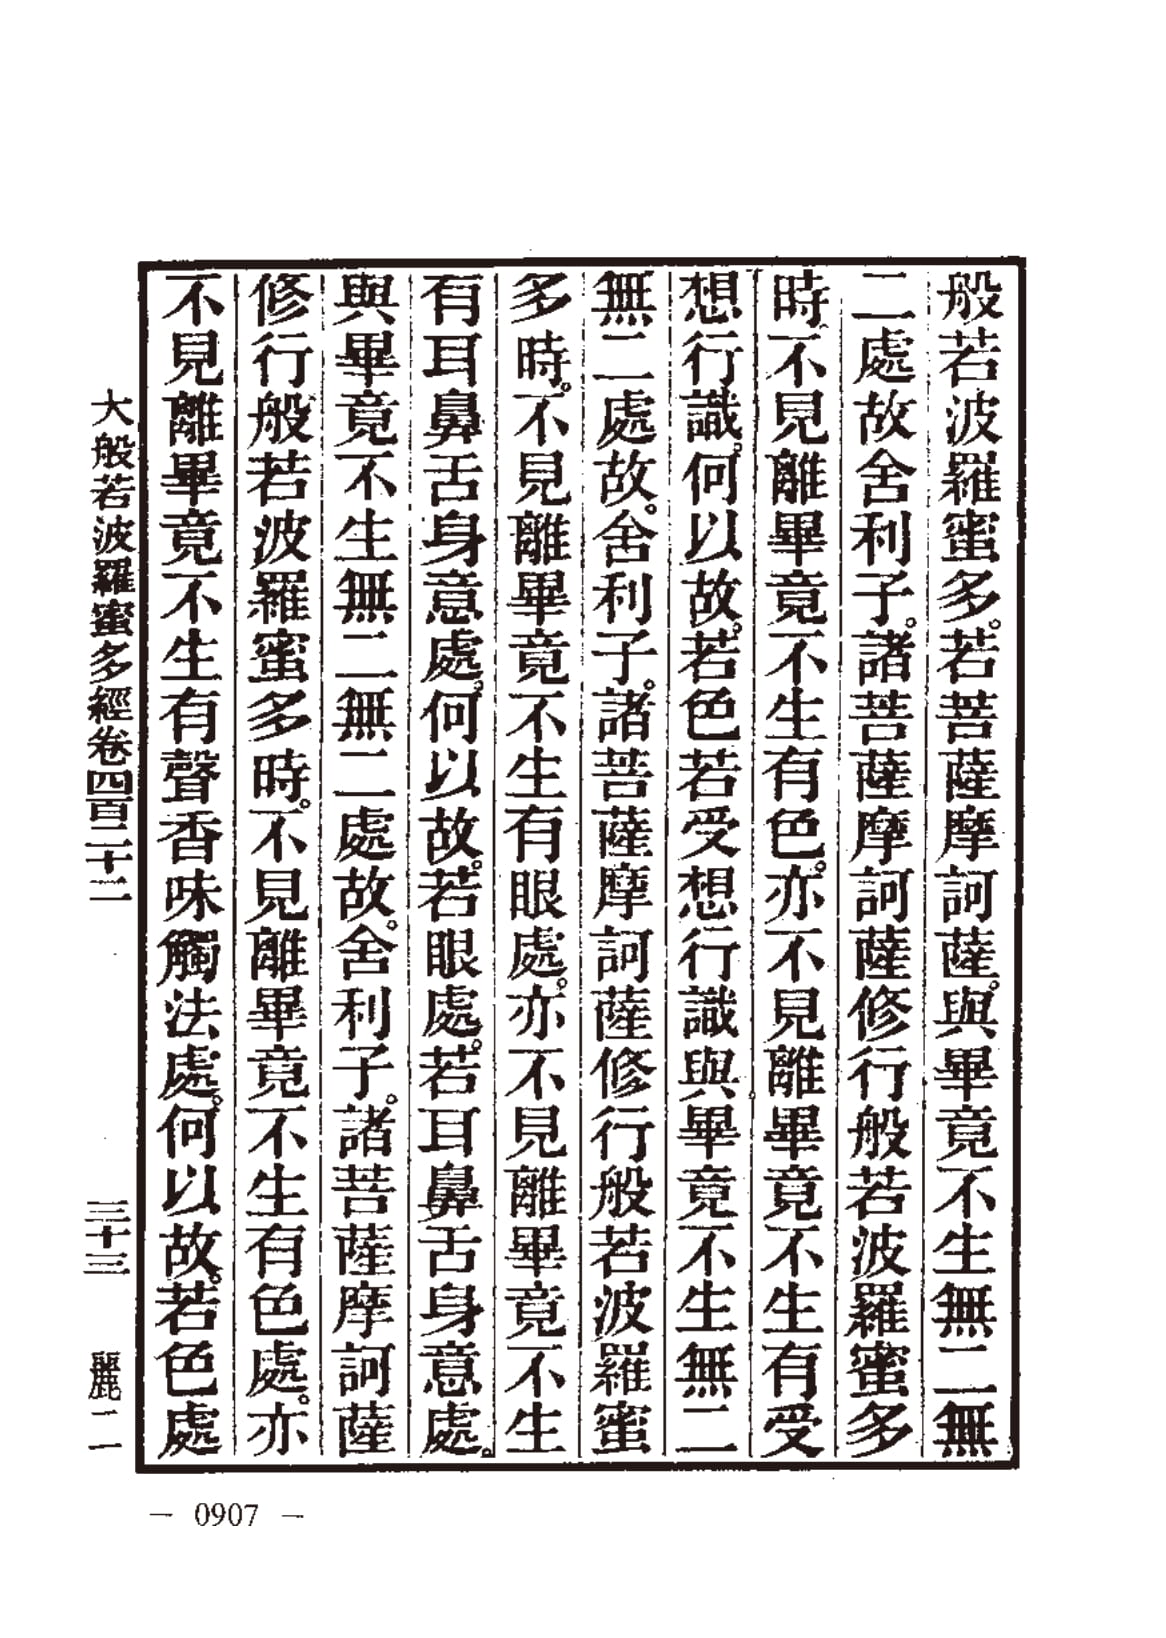 般若波羅蜜多。若菩薩摩訶薩。與畢竟不生無二無
二處故舍利子。諸菩薩摩訶薩修行般若波羅蜜多
時不見離畢竟不生有色。亦不見離畢竟不生有受
想行識。何以故。若色若受想行識與畢竟不生無二
無二處故。舍利子。諸菩薩摩訶薩修行般若波羅蜜
多時。不見離畢竟不生有眼處。亦不見離畢竟不生
有耳鼻舌身意處。何以故。若眼處。若耳鼻舌身意處。
與畢竟不生無二無二處故。舍利子。諸菩薩摩訶薩
修行般若波羅蜜多時。不見離畢竟不生有色處。亦
不見離畢竟不生有聲香味觸法處。何以故。若色處
大般若波羅蜜多經卷四百二十二 三十三 麗二
— 0907 —